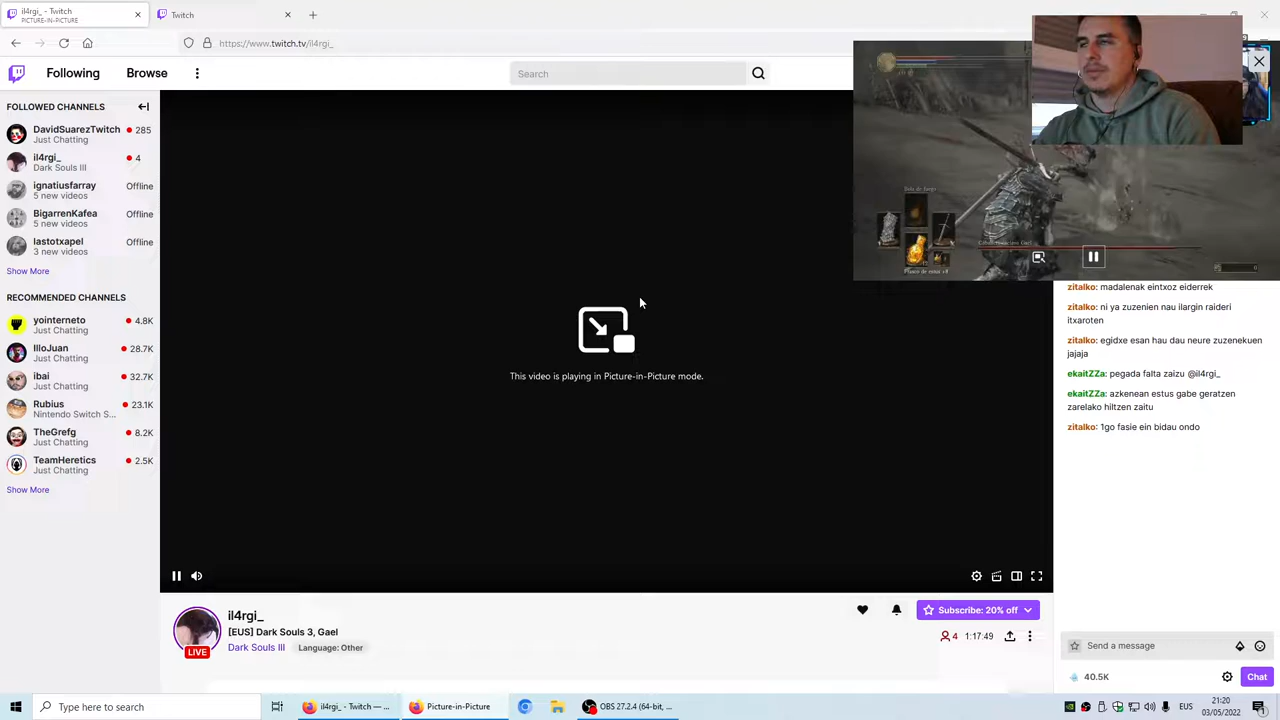 il4rgi_ - Twitch
PICTURE-IN-PICTURE
Twitch
https://www.twitch.tv/il4rgi_
Following
Browse
Search
FOLLOWED CHANNELS
DavidSuarezTwitch
285
Just Chatting
il4rgi_
4
Dark Souls III
ignatiusfarray
Offline
5 new videos
BigarrenKafea
Offline
5 new videos
lastotxapel
Offline
3 new videos
Show More
RECOMMENDED CHANNELS
yointerneto
4.8K
Just Chatting
IlloJuan
28.7K
Just Chatting
ibai
32.7K
Just Chatting
Rubius
23.1K
Nintendo Switch S...
TheGrefg
8.2K
Just Chatting
TeamHeretics
2.5K
Just Chatting
Show More
This video is playing in Picture-in-Picture mode.
zitalko: madalenak eintxoz eiderrek
zitalko: ni ya zuzenien nau ilargin raideri
itxaroten
zitalko: egidxe esan hau dau neure zuzenekuen
jajaja
ekaitZZa: pegada falta zaizu @il4rgi_
ekaitZZa: azkenean estus gabe geratzen
zarelako hiltzen zaitu
zitalko: 1go fasie ein bidau ondo
il4rgi_
[EUS] Dark Souls 3, Gael
Dark Souls III
Language: Other
LIVE
Subscribe: 20% off
4
1:17:49
Send a message
40.5K
Chat
Type here to search
il4rgi_ - Twitch — ...
Picture-in-Picture
OBS 27.2.4 (64-bit, ...
EUS
21:20
03/05/2022